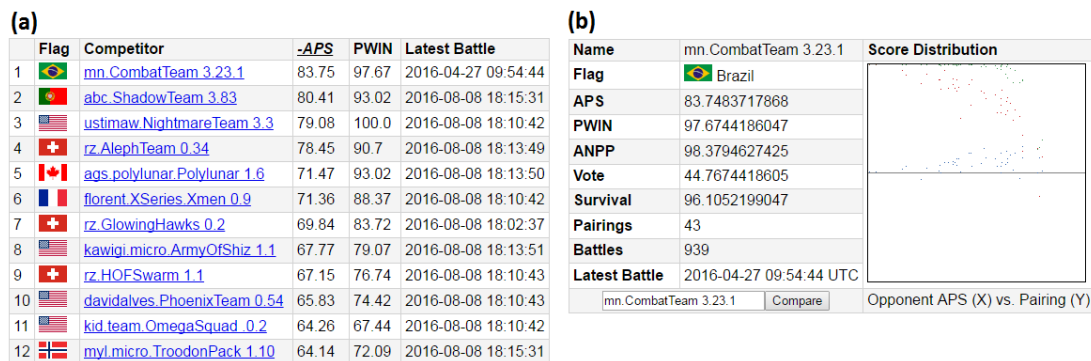 (a)
Flag Competitor -APS PWIN Latest Battle
1 mn.CombatTeam 3.23.1 83.75 97.67 2016-04-27 09:54:44
2 abc.ShadowTeam 3.83 80.41 93.02 2016-08-08 18:15:31
3 ustimaw.NightmareTeam 3.3 79.08 100.0 2016-08-08 18:10:42
4 rz.AlephTeam 0.34 78.45 90.7 2016-08-08 18:13:49
5 ags.polylunar.Polylunar 1.6 71.47 93.02 2016-08-08 18:13:50
6 florent.XSeries.Xmen 0.9 71.36 88.37 2016-08-08 18:10:42
7 rz.GlowingHawks 0.2 69.84 83.72 2016-08-08 18:02:37
8 kawigi.micro.ArmyOfShiz 1.1 67.77 79.07 2016-08-08 18:13:51
9 rz.HOFSwarm 1.1 67.15 76.74 2016-08-08 18:10:43
10 davidalves.PhoenixTeam 0.54 65.83 74.42 2016-08-08 18:10:43
11 kid.team.OmegaSquad .0.2 64.26 67.44 2016-08-08 18:10:42
12 myl.micro.TroodonPack 1.10 64.14 72.09 2016-08-08 18:15:31
(b)
Name mn.CombatTeam 3.23.1 Score Distribution
Flag Brazil
APS 83.7483717868
PWIN 97.6744186047
ANPP 98.3794627425
Vote 44.7674418605
Survival 96.1052199047
Pairings 43
Battles 939
Latest Battle 2016-04-27 09:54:44 UTC
mn.CombatTeam 3.23.1 Compare Opponent APS (X) vs. Pairing (Y)